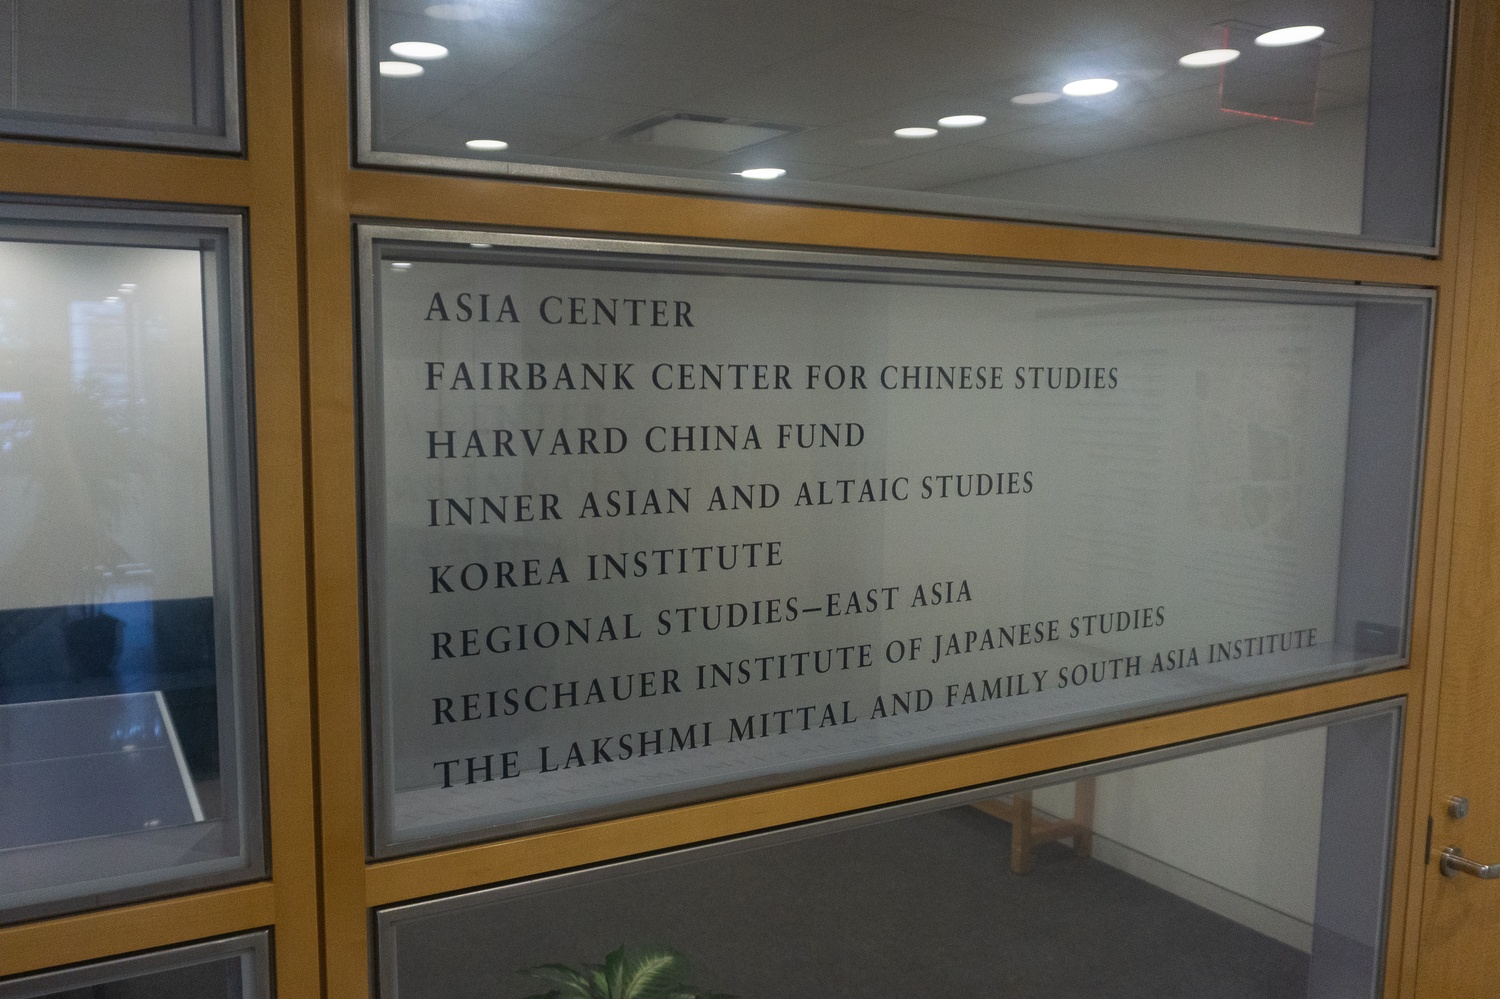 ASIA CENTER
FAIRBANK CENTER FOR CHINESE STUDIES
HARVARD CHINA FUND
INNER ASIAN AND ALTAIC STUDIES
KOREA INSTITUTE
REGIONAL STUDIES–EAST ASIA
REISCHAUER INSTITUTE OF JAPANESE STUDIES
THE LAKSHMI MITTAL AND FAMILY SOUTH ASIA INSTITUTE